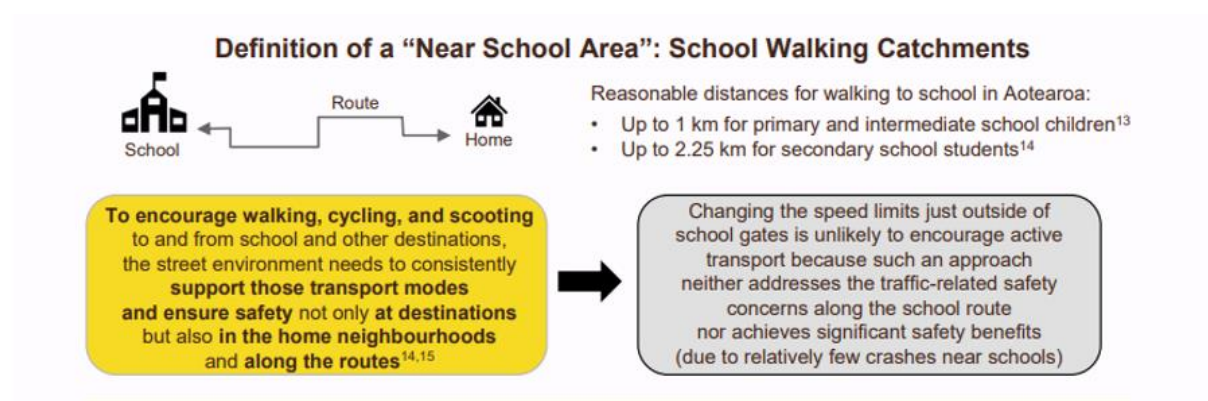 Definition of a “Near School Area”: School Walking Catchments
Route
School
Home
Reasonable distances for walking to school in Aotearoa:
• Up to 1 km for primary and intermediate school children13
• Up to 2.25 km for secondary school students14
To encourage walking, cycling, and scooting
to and from school and other destinations,
the street environment needs to consistently
support those transport modes
and ensure safety not only at destinations
but also in the home neighbourhoods
and along the routes14,15
Changing the speed limits just outside of
school gates is unlikely to encourage active
transport because such an approach
neither addresses the traffic-related safety
concerns along the school route
nor achieves significant safety benefits
(due to relatively few crashes near schools)